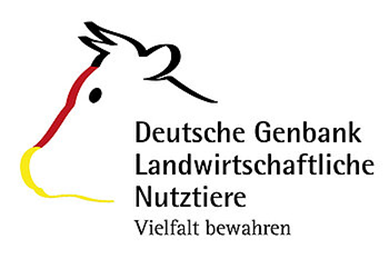 Deutsche Genbank
Landwirtschaftliche
Nutztiere
Vielfalt bewahren